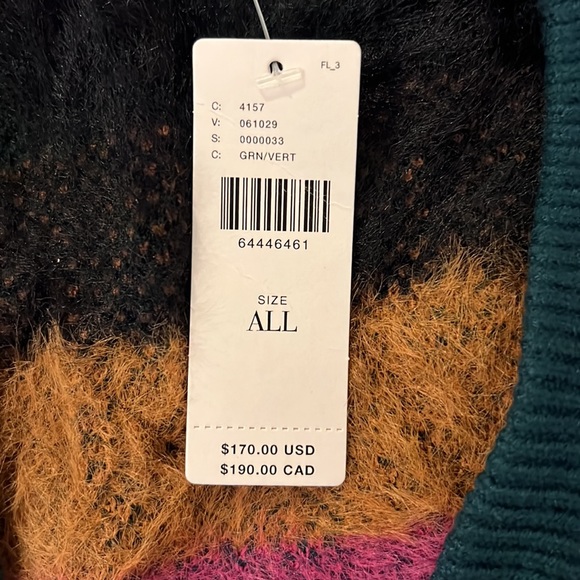 FL_3
C: 4157
V: 061029
S: 0000033
C: GRN/VERT
64446461
SIZE
ALL
$170.00 USD
$190.00 CAD